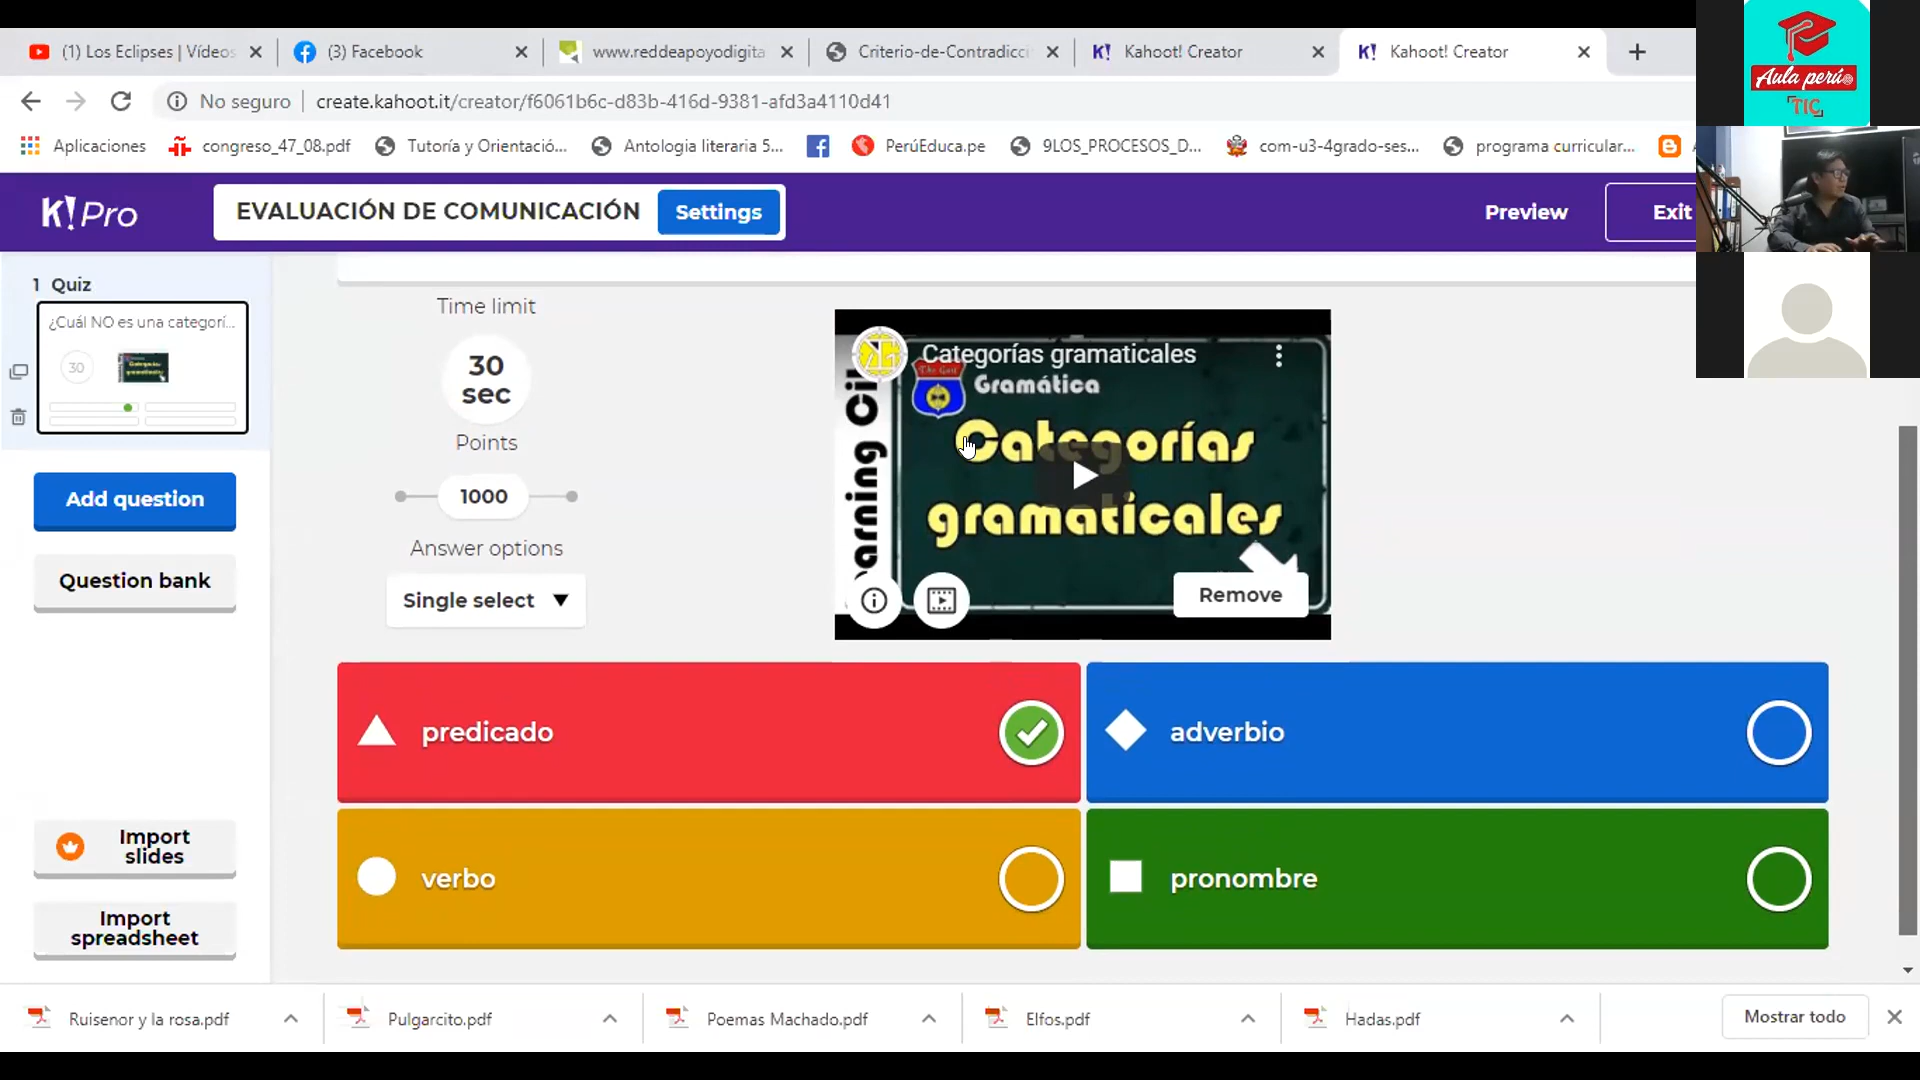 (1) Los Eclipses | Vídeos
(3) Facebook
www.reddeapoyodigita
Criterio-de-Contradicci
K! Kahoot! Creator
K! Kahoot! Creator
No seguro
create.kahoot.it/creator/f6061b6c-d83b-416d-9381-afd3a4110d41
Aplicaciones
congreso_47_08.pdf
Tutoría y Orientació...
Antologia literaria 5...
PerúEduca.pe
9LOS_PROCESOS_D...
com-u3-4grado-ses...
programa curricular...
Aula perú
TIC
K! Pro
EVALUACIÓN DE COMUNICACIÓN
Settings
Preview
Exit
1 Quiz
¿Cuál NO es una categorí...
30
Categorías
gramaticales
Add question
Question bank
Import
slides
Import
spreadsheet
Time limit
30
sec
Points
1000
Answer options
Single select
Categorías gramaticales
The Gait
Gramática
Categorías
gramaticales
Remove
predicado
adverbio
verbo
pronombre
Ruisenor y la rosa.pdf
Pulgarcito.pdf
Poemas Machado.pdf
Elfos.pdf
Hadas.pdf
Mostrar todo